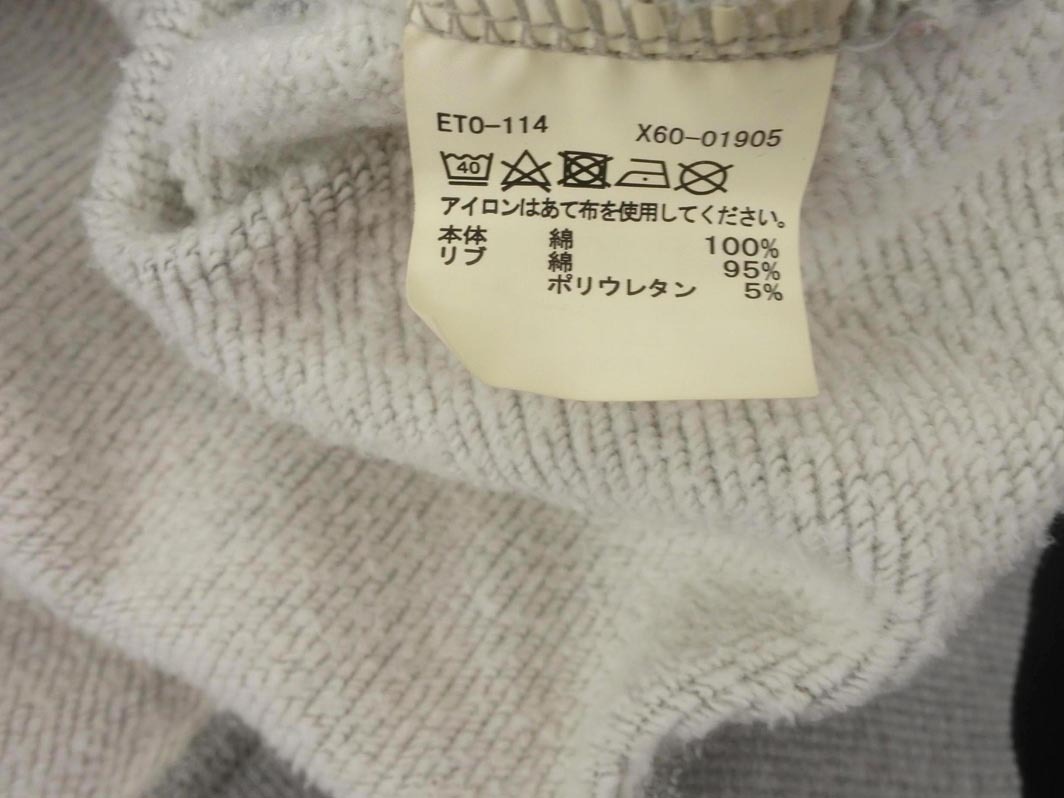 ETO-114 X60-01905
40
アイロンはあて布を使用してください。
本体 綿 100%
リブ 綿 95%
ポリウレタン 5%